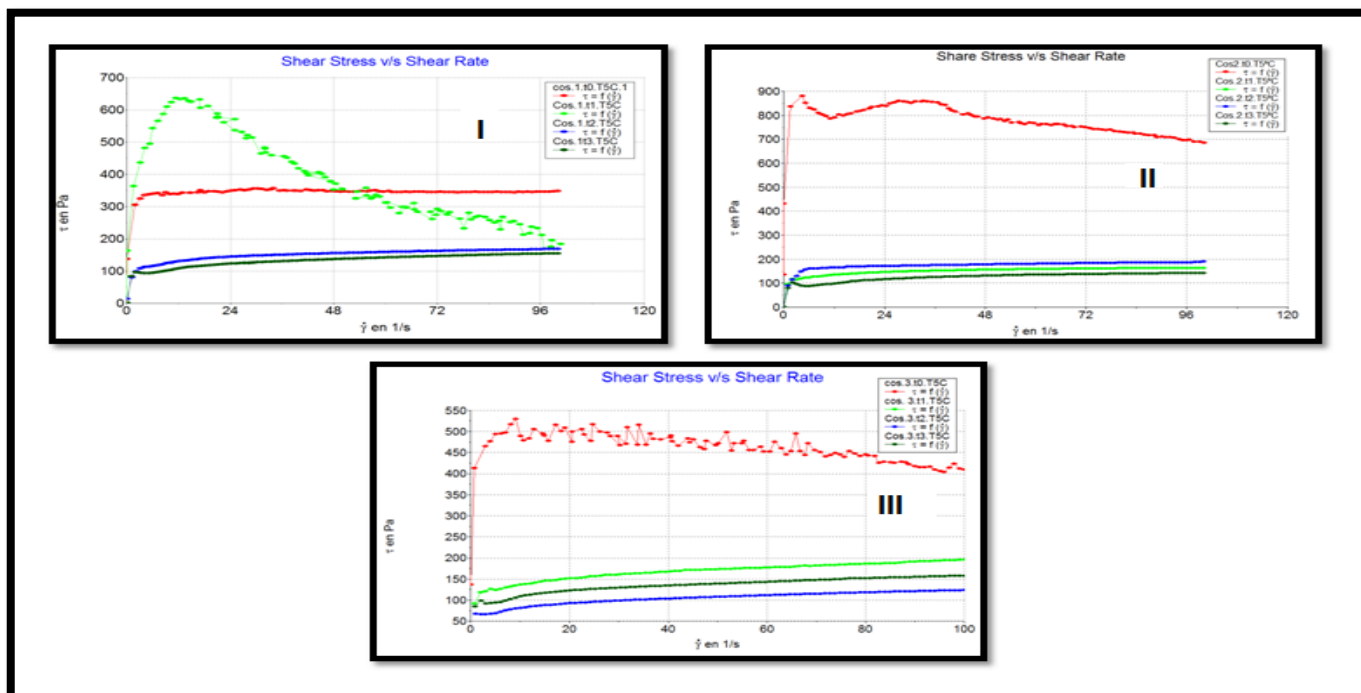 Shear Stress v/s Shear Rate
I
cos.1.t0.T5C.1
τ = f (γ̇)
Cos.1.t1.T5C
τ = f (γ̇)
Cos.1.t2.T5C
τ = f (γ̇)
Cos.1t3.T5C
τ = f (γ̇)
700
600
500
400
300
200
100
0
τ en Pa
0 24 48 72 96 120
γ̇ en 1/s
Share Stress v/s Shear Rate
II
Cos2.t0.T5ºC
τ = f (γ̇)
Cos.2.t1.T5ºC
τ = f (γ̇)
Cos.2.t2.T5ºC
τ = f (γ̇)
Cos.2.t3.T5ºC
τ = f (γ̇)
900
800
700
600
500
400
300
200
100
0
τ en Pa
0 24 48 72 96 120
γ̇ en 1/s
Shear Stress v/s Shear Rate
III
cos.3.t0.T5C
τ = f (γ̇)
cos. 3.t1.T5C
τ = f (γ̇)
Cos.3.t2.T5C
τ = f (γ̇)
Cos.3.t3.T5C
τ = f (γ̇)
550
500
450
400
350
300
250
200
150
100
50
τ en Pa
0 20 40 60 80 100
γ̇ en 1/s